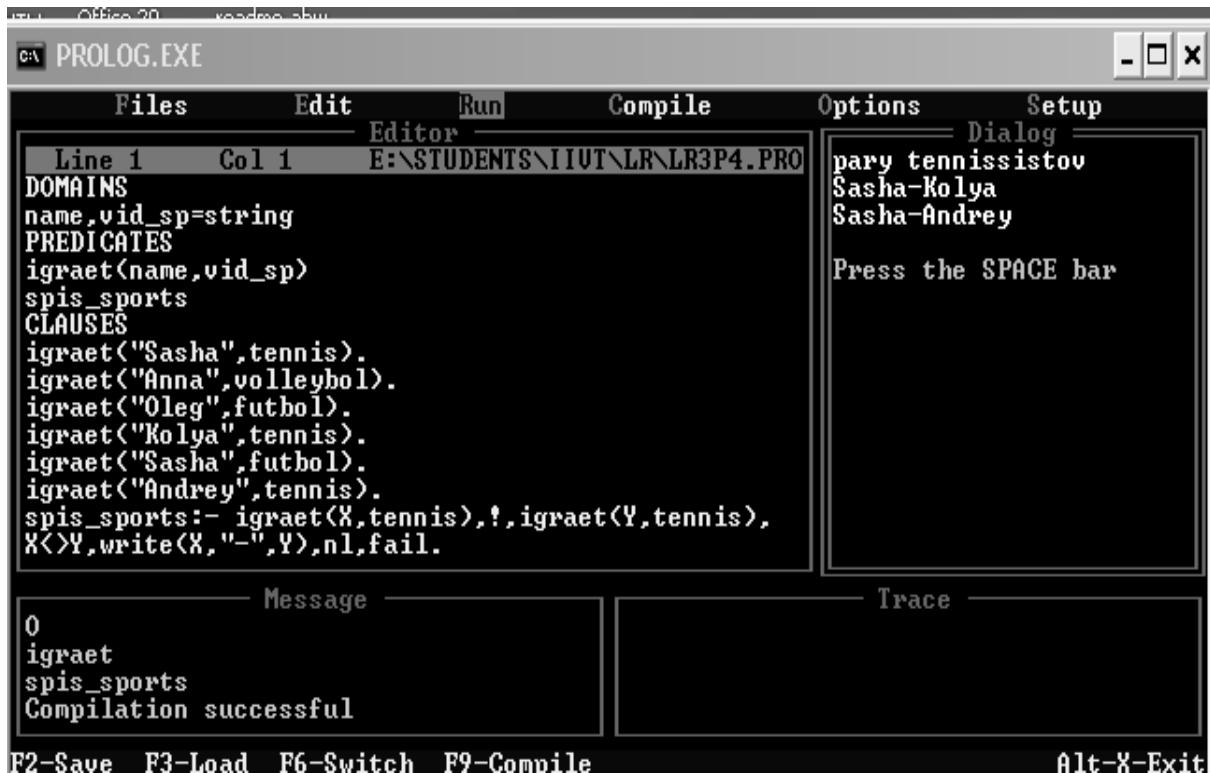 Office 20 readme.abw
PROLOG.EXE
Files Edit Run Compile Options Setup
Editor
Line 1 Col 1 E:\STUDENTS\IIVT\LR\LR3P4.PRO
DOMAINS
name,vid_sp=string
PREDICATES
igraet(name,vid_sp)
spis_sports
CLAUSES
igraet("Sasha",tennis).
igraet("Anna",volleybol).
igraet("Oleg",futbol).
igraet("Kolya",tennis).
igraet("Sasha",futbol).
igraet("Andrey",tennis).
spis_sports:- igraet(X,tennis),!,igraet(Y,tennis),
X<>Y,write(X,"-",Y),nl,fail.
Dialog
pary tennissistov
Sasha-Kolya
Sasha-Andrey
Press the SPACE bar
Message
O
igraet
spis_sports
Compilation successful
Trace
F2-Save F3-Load F6-Switch F9-Compile Alt-X-Exit